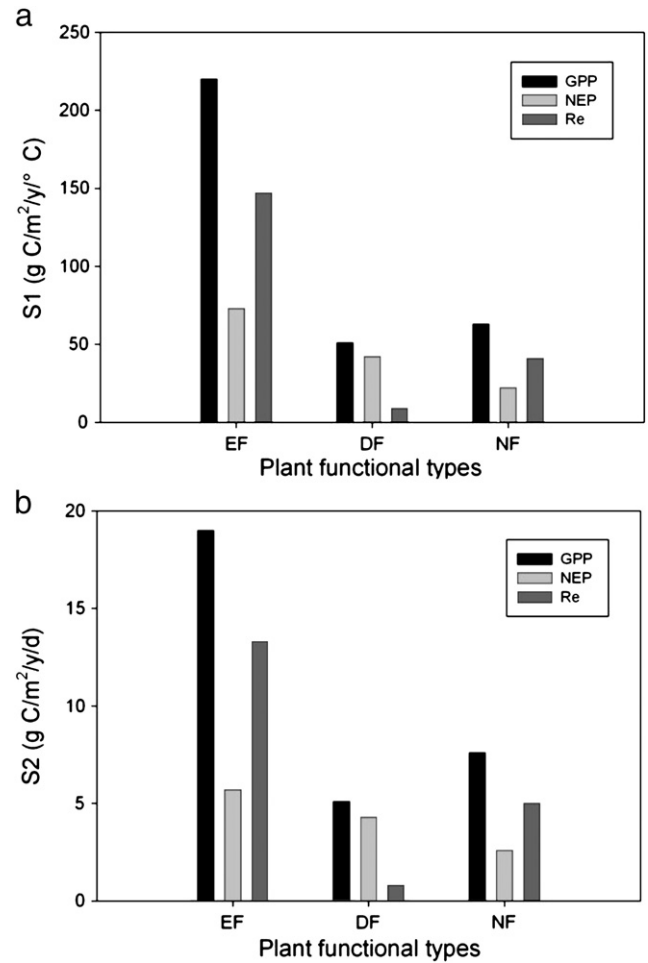 a
250
200
150
100
50
0
S1 (g C/m²/y/° C)
GPP
NEP
Re
EF DF NF
Plant functional types
b
20
15
10
5
0
S2 (g C/m²/y/d)
GPP
NEP
Re
EF DF NF
Plant functional types